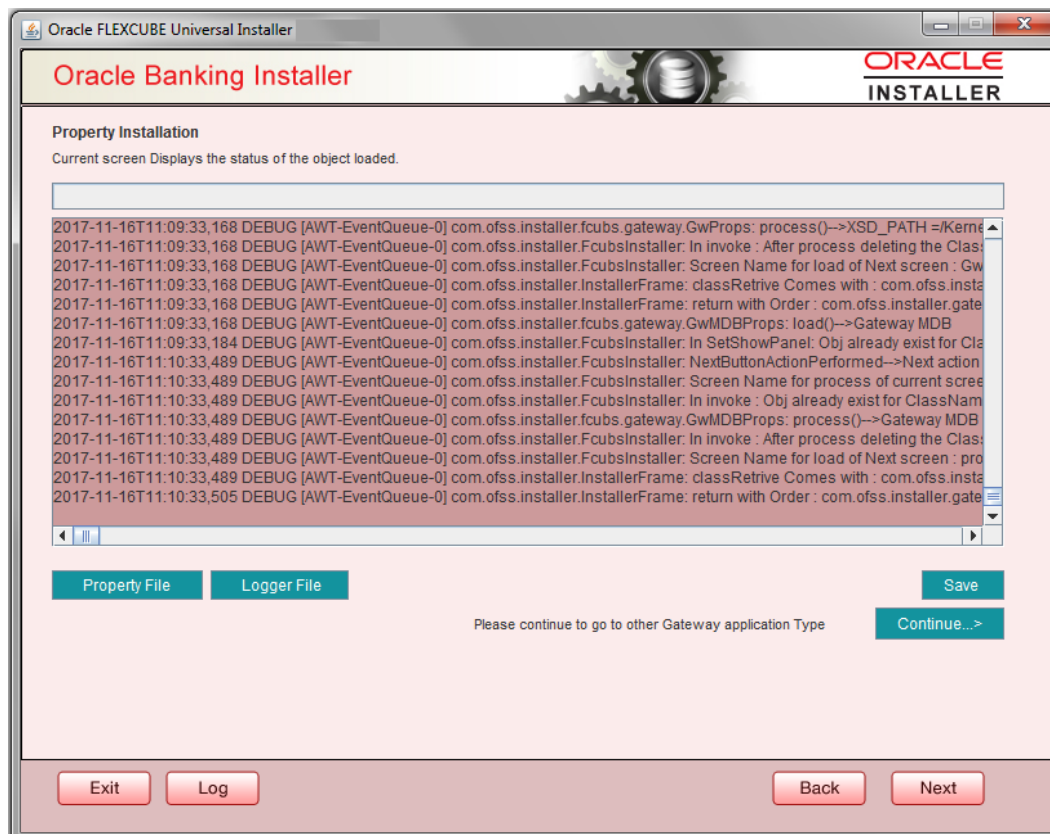 Oracle FLEXCUBE Universal Installer
Oracle Banking Installer
ORACLE
INSTALLER
Property Installation
Current screen Displays the status of the object loaded.
2017-11-16T11:09:33,168 DEBUG [AWT-EventQueue-0] com.ofss.installer.fcubs.gateway.GwProps: process()-->XSD_PATH =/Kerne
2017-11-16T11:09:33,168 DEBUG [AWT-EventQueue-0] com.ofss.installer.FcubsInstaller: In invoke : After process deleting the Clas
2017-11-16T11:09:33,168 DEBUG [AWT-EventQueue-0] com.ofss.installer.FcubsInstaller: Screen Name for load of Next screen : Gw
2017-11-16T11:09:33,168 DEBUG [AWT-EventQueue-0] com.ofss.installer.InstallerFrame: classRetrive Comes with : com.ofss.insta
2017-11-16T11:09:33,168 DEBUG [AWT-EventQueue-0] com.ofss.installer.InstallerFrame: return with Order : com.ofss.installer.gate
2017-11-16T11:09:33,168 DEBUG [AWT-EventQueue-0] com.ofss.installer.fcubs.gateway.GwMDBProps: load()-->Gateway MDB
2017-11-16T11:09:33,184 DEBUG [AWT-EventQueue-0] com.ofss.installer.FcubsInstaller: In SetShowPanel: Obj already exist for Cla
2017-11-16T11:10:33,489 DEBUG [AWT-EventQueue-0] com.ofss.installer.FcubsInstaller: NextButtonActionPerformed-->Next action
2017-11-16T11:10:33,489 DEBUG [AWT-EventQueue-0] com.ofss.installer.FcubsInstaller: Screen Name for process of current scree
2017-11-16T11:10:33,489 DEBUG [AWT-EventQueue-0] com.ofss.installer.FcubsInstaller: In invoke : Obj already exist for ClassNam
2017-11-16T11:10:33,489 DEBUG [AWT-EventQueue-0] com.ofss.installer.fcubs.gateway.GwMDBProps: process()-->Gateway MDB
2017-11-16T11:10:33,489 DEBUG [AWT-EventQueue-0] com.ofss.installer.FcubsInstaller: In invoke : After process deleting the Clas
2017-11-16T11:10:33,489 DEBUG [AWT-EventQueue-0] com.ofss.installer.FcubsInstaller: Screen Name for load of Next screen : pro
2017-11-16T11:10:33,489 DEBUG [AWT-EventQueue-0] com.ofss.installer.InstallerFrame: classRetrive Comes with : com.ofss.insta
2017-11-16T11:10:33,505 DEBUG [AWT-EventQueue-0] com.ofss.installer.InstallerFrame: return with Order : com.ofss.installer.gate
Property File Logger File Save
Please continue to go to other Gateway application Type Continue...>
Exit Log Back Next